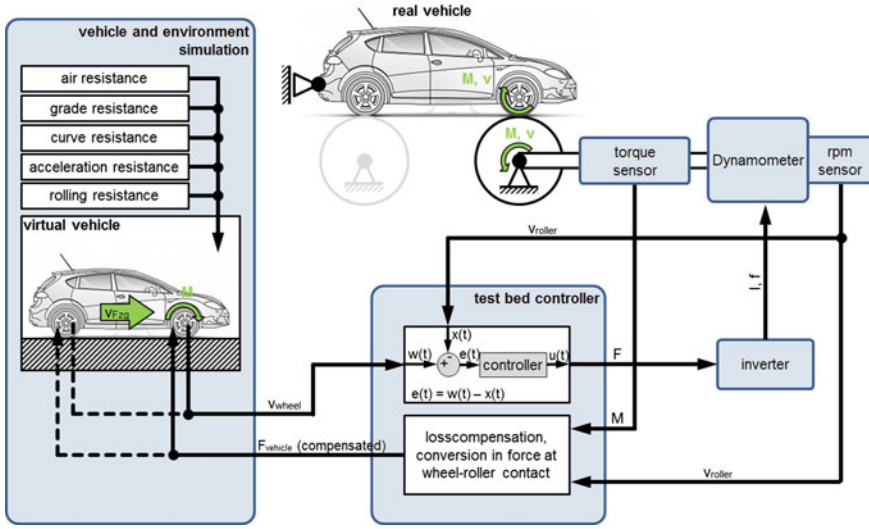 vehicle and environment
simulation
air resistance
grade resistance
curve resistance
acceleration resistance
rolling resistance
virtual vehicle
M
vFzg
real vehicle
M, v
M, v
torque
sensor
Dynamometer
rpm
sensor
vroller
I, f
test bed controller
x(t)
w(t)
+
-
e(t)
controller
u(t)
e(t) = w(t) – x(t)
F
inverter
vwheel
M
losscompensation,
conversion in force at
wheel-roller contact
Fvehicle (compensated)
vroller